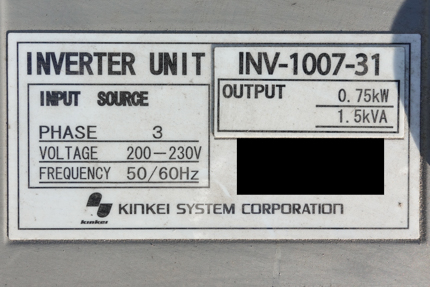 INVERTER UNIT INV-1007-31
INPUT SOURCE
PHASE 3
VOLTAGE 200-230V
FREQUENCY 50/60Hz
OUTPUT 0.75kW
1.5kVA
kinkei KINKEI SYSTEM CORPORATION